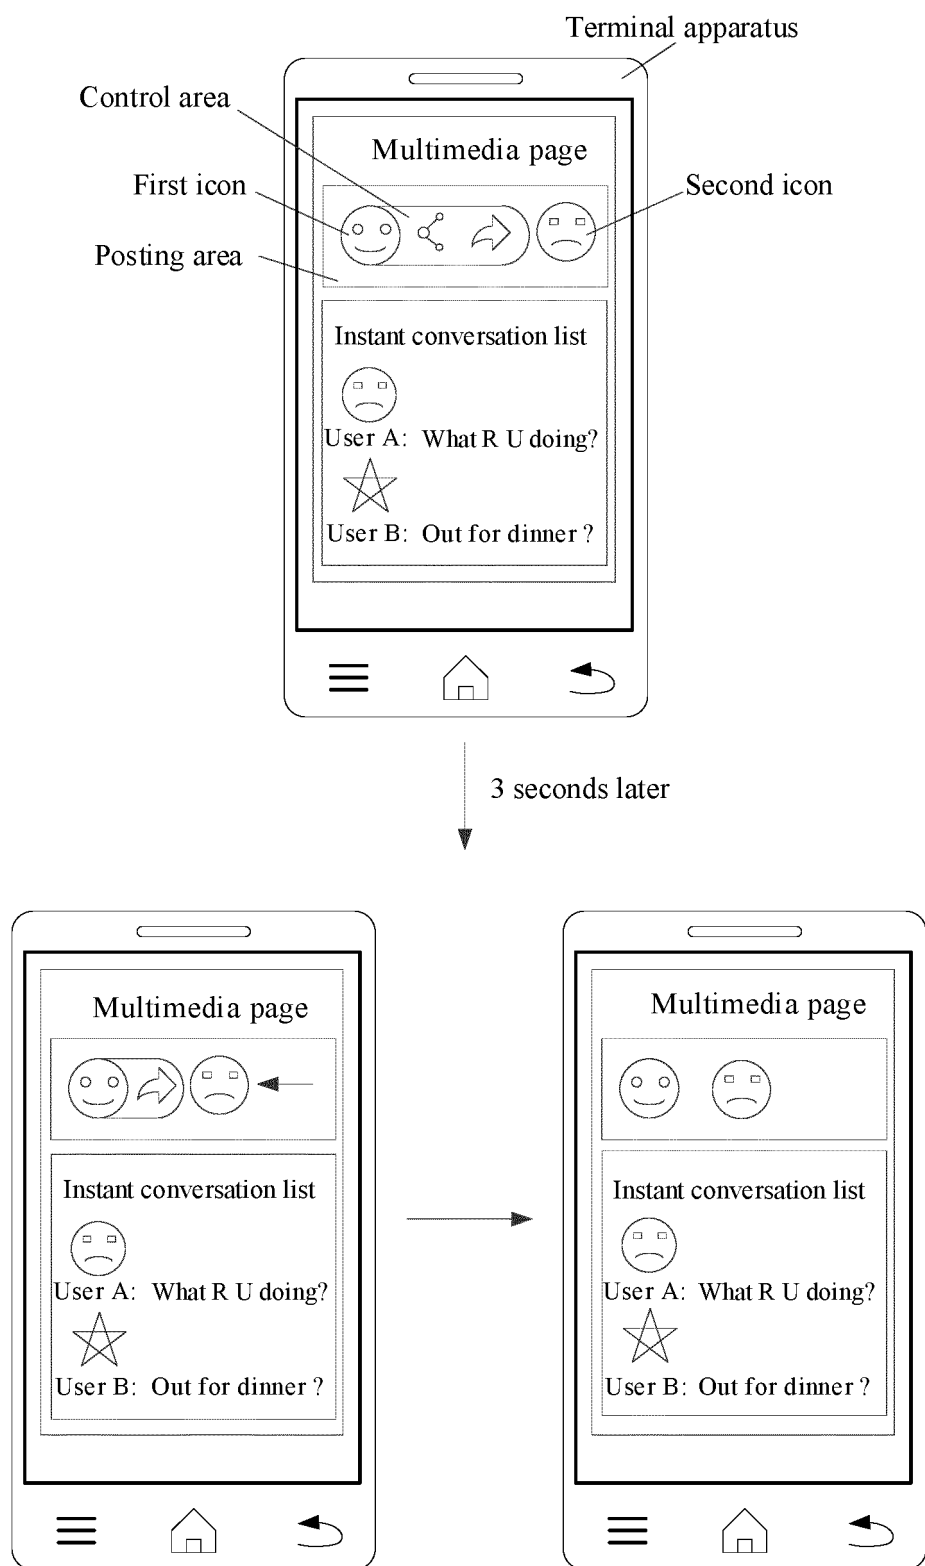 Terminal apparatus
Control area
Multimedia page
First icon
Second icon
Posting area
Instant conversation list
User A: What R U doing?
User B: Out for dinner ?
3 seconds later
Multimedia page
Instant conversation list
User A: What R U doing?
User B: Out for dinner ?
Multimedia page
Instant conversation list
User A: What R U doing?
User B: Out for dinner ?